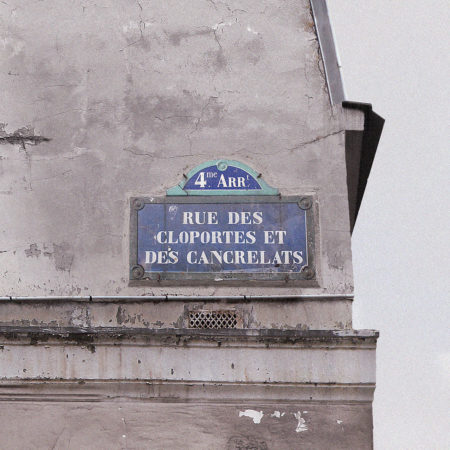 4me ARRt
RUE DES
CLOPORTES ET
DES CANCRELATS